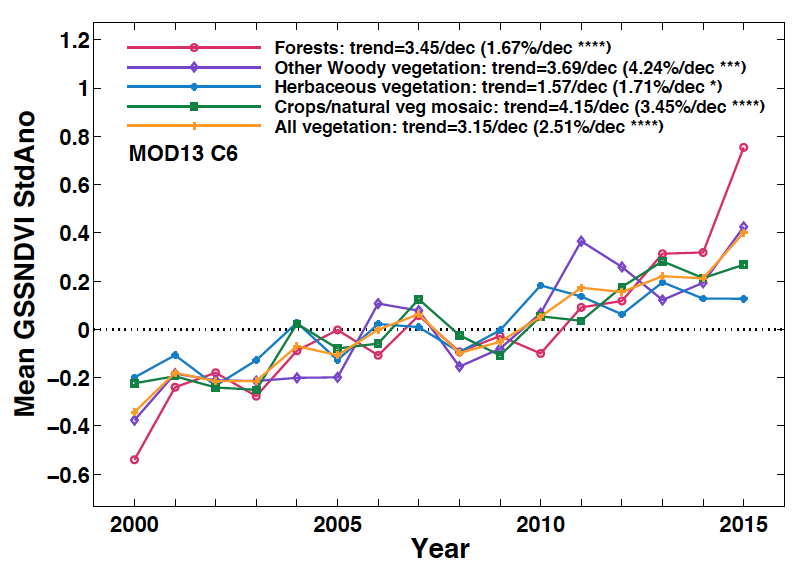 1.2
1
0.8
0.6
0.4
0.2
0
−0.2
−0.4
−0.6
Mean GSSNDVI StdAno
Forests: trend=3.45/dec (1.67%/dec ****)
Other Woody vegetation: trend=3.69/dec (4.24%/dec ***)
Herbaceous vegetation: trend=1.57/dec (1.71%/dec *)
Crops/natural veg mosaic: trend=4.15/dec (3.45%/dec ****)
All vegetation: trend=3.15/dec (2.51%/dec ****)
MOD13 C6
2000 2005 2010 2015
Year